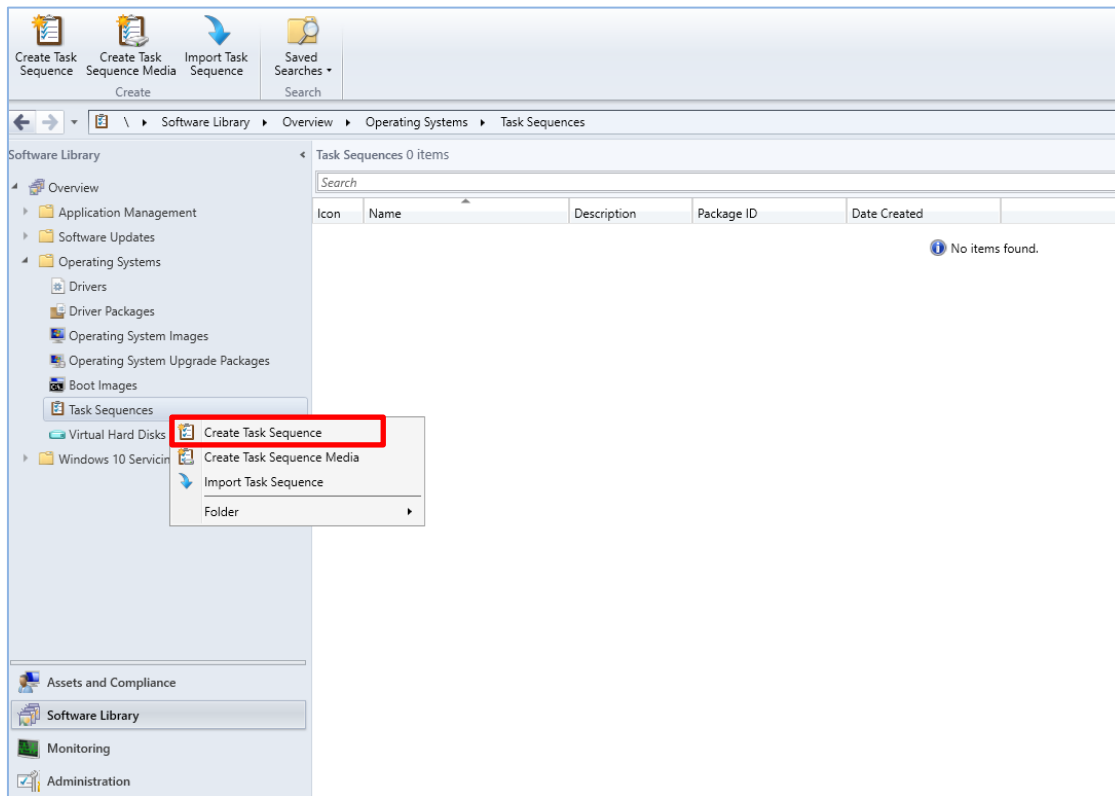 Create Task Sequence
Create Task Sequence Media
Import Task Sequence
Saved Searches
Create
Search
\ Software Library Overview Operating Systems Task Sequences
Software Library
Task Sequences 0 items
Search
Icon Name Description Package ID Date Created
No items found.
Overview
Application Management
Software Updates
Operating Systems
Drivers
Driver Packages
Operating System Images
Operating System Upgrade Packages
Boot Images
Task Sequences
Virtual Hard Disks
Windows 10 Servicin
Create Task Sequence
Create Task Sequence Media
Import Task Sequence
Folder
Assets and Compliance
Software Library
Monitoring
Administration